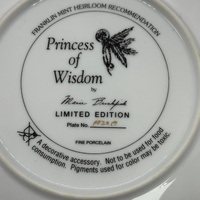 FRANKLIN MINT HEIRLOOM RECOMMENDATION
Princess of
Wisdom
by
LIMITED EDITION
Plate No.
FINE PORCELAIN
A decorative accessory. Not to be used for food
consumption. Pigments used for color may be toxic.